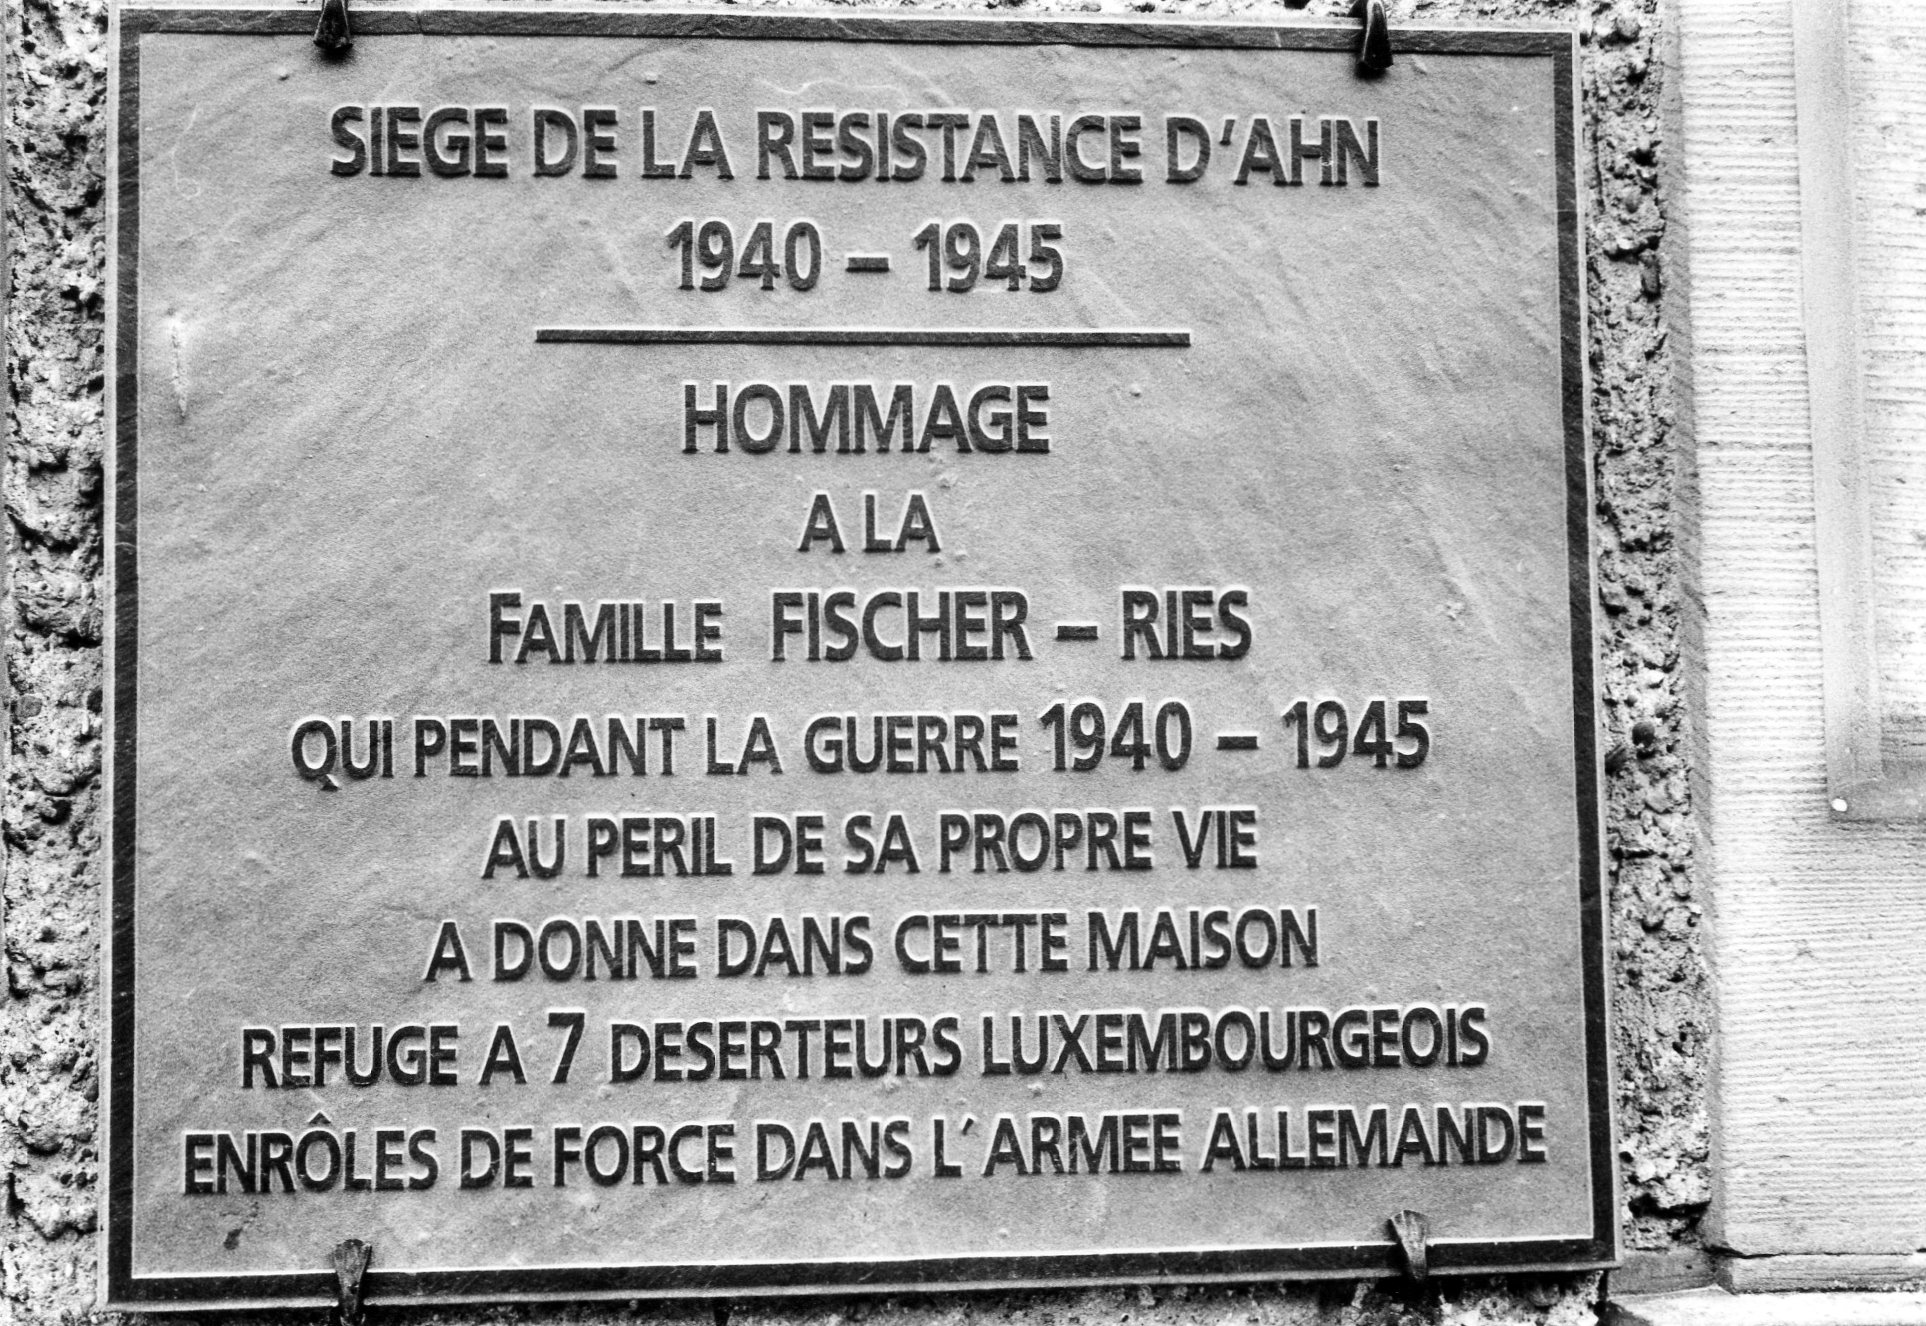 SIEGE DE LA RESISTANCE D'AHN
1940 – 1945
HOMMAGE
A LA
FAMILLE FISCHER – RIES
QUI PENDANT LA GUERRE 1940 – 1945
AU PERIL DE SA PROPRE VIE
A DONNE DANS CETTE MAISON
REFUGE A 7 DESERTEURS LUXEMBOURGEOIS
ENRÔLES DE FORCE DANS L´ARMEE ALLEMANDE